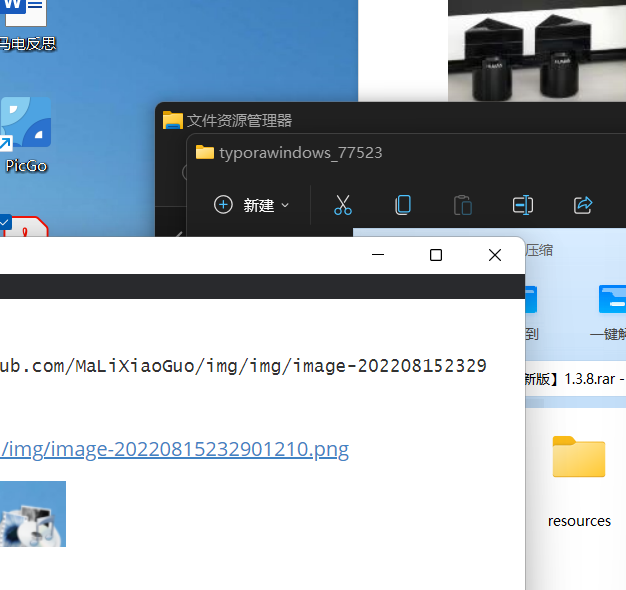 W
马电反思
PicGo
文件资源管理器
typorawindows_77523
新建
压缩
到
一键解
ub.com/MaLiXiaoGuo/img/img/image-202208152329
新版】1.3.8.rar -
/img/image-20220815232901210.png
resources